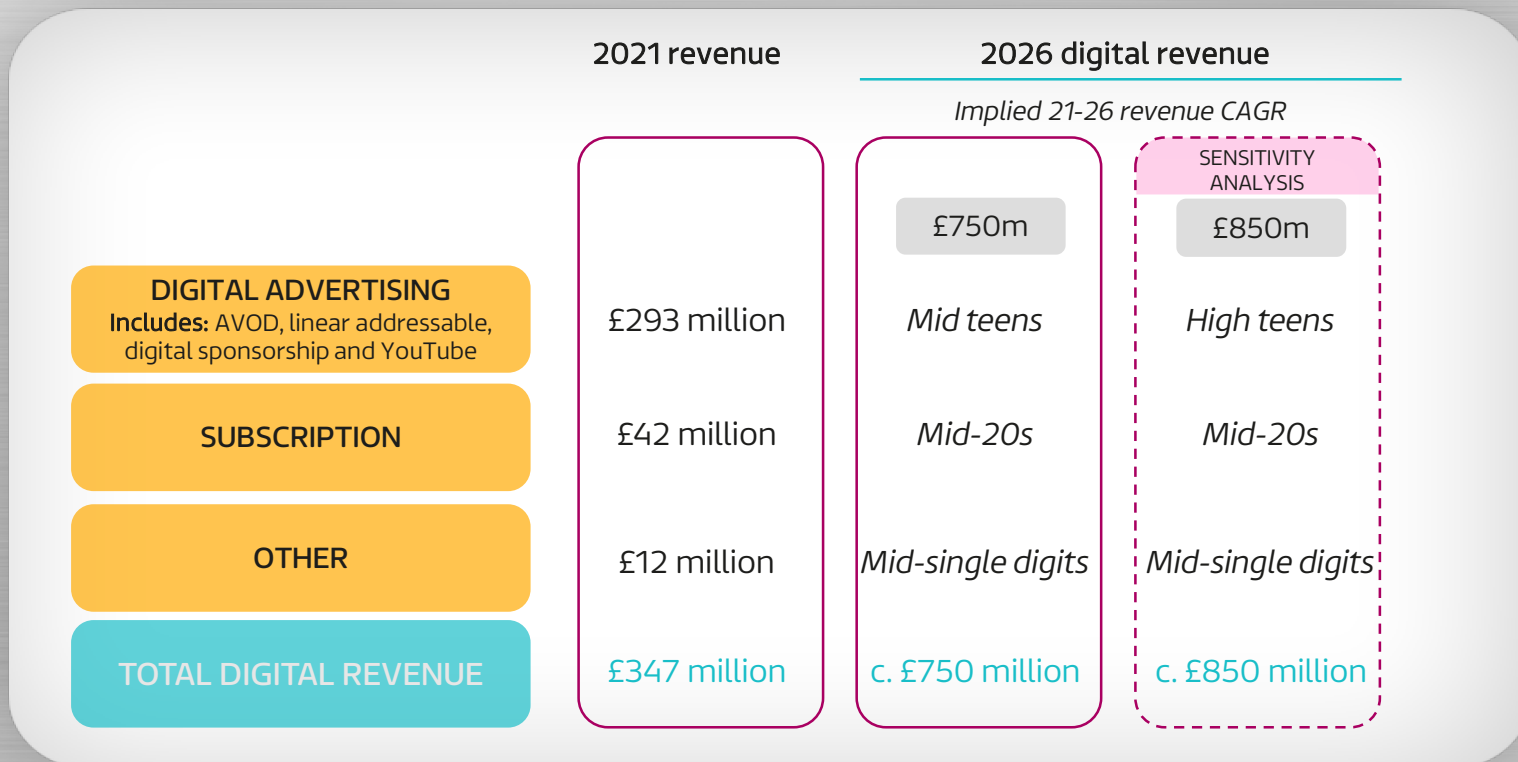 2021 revenue
2026 digital revenue
Implied 21-26 revenue CAGR
SENSITIVITY
ANALYSIS
£750m
£850m
DIGITAL ADVERTISING
Includes: AVOD, linear addressable,
digital sponsorship and YouTube
£293 million
Mid teens
High teens
SUBSCRIPTION
£42 million
Mid-20s
Mid-20s
OTHER
£12 million
Mid-single digits
Mid-single digits
TOTAL DIGITAL REVENUE
£347 million
c. £750 million
c. £850 million